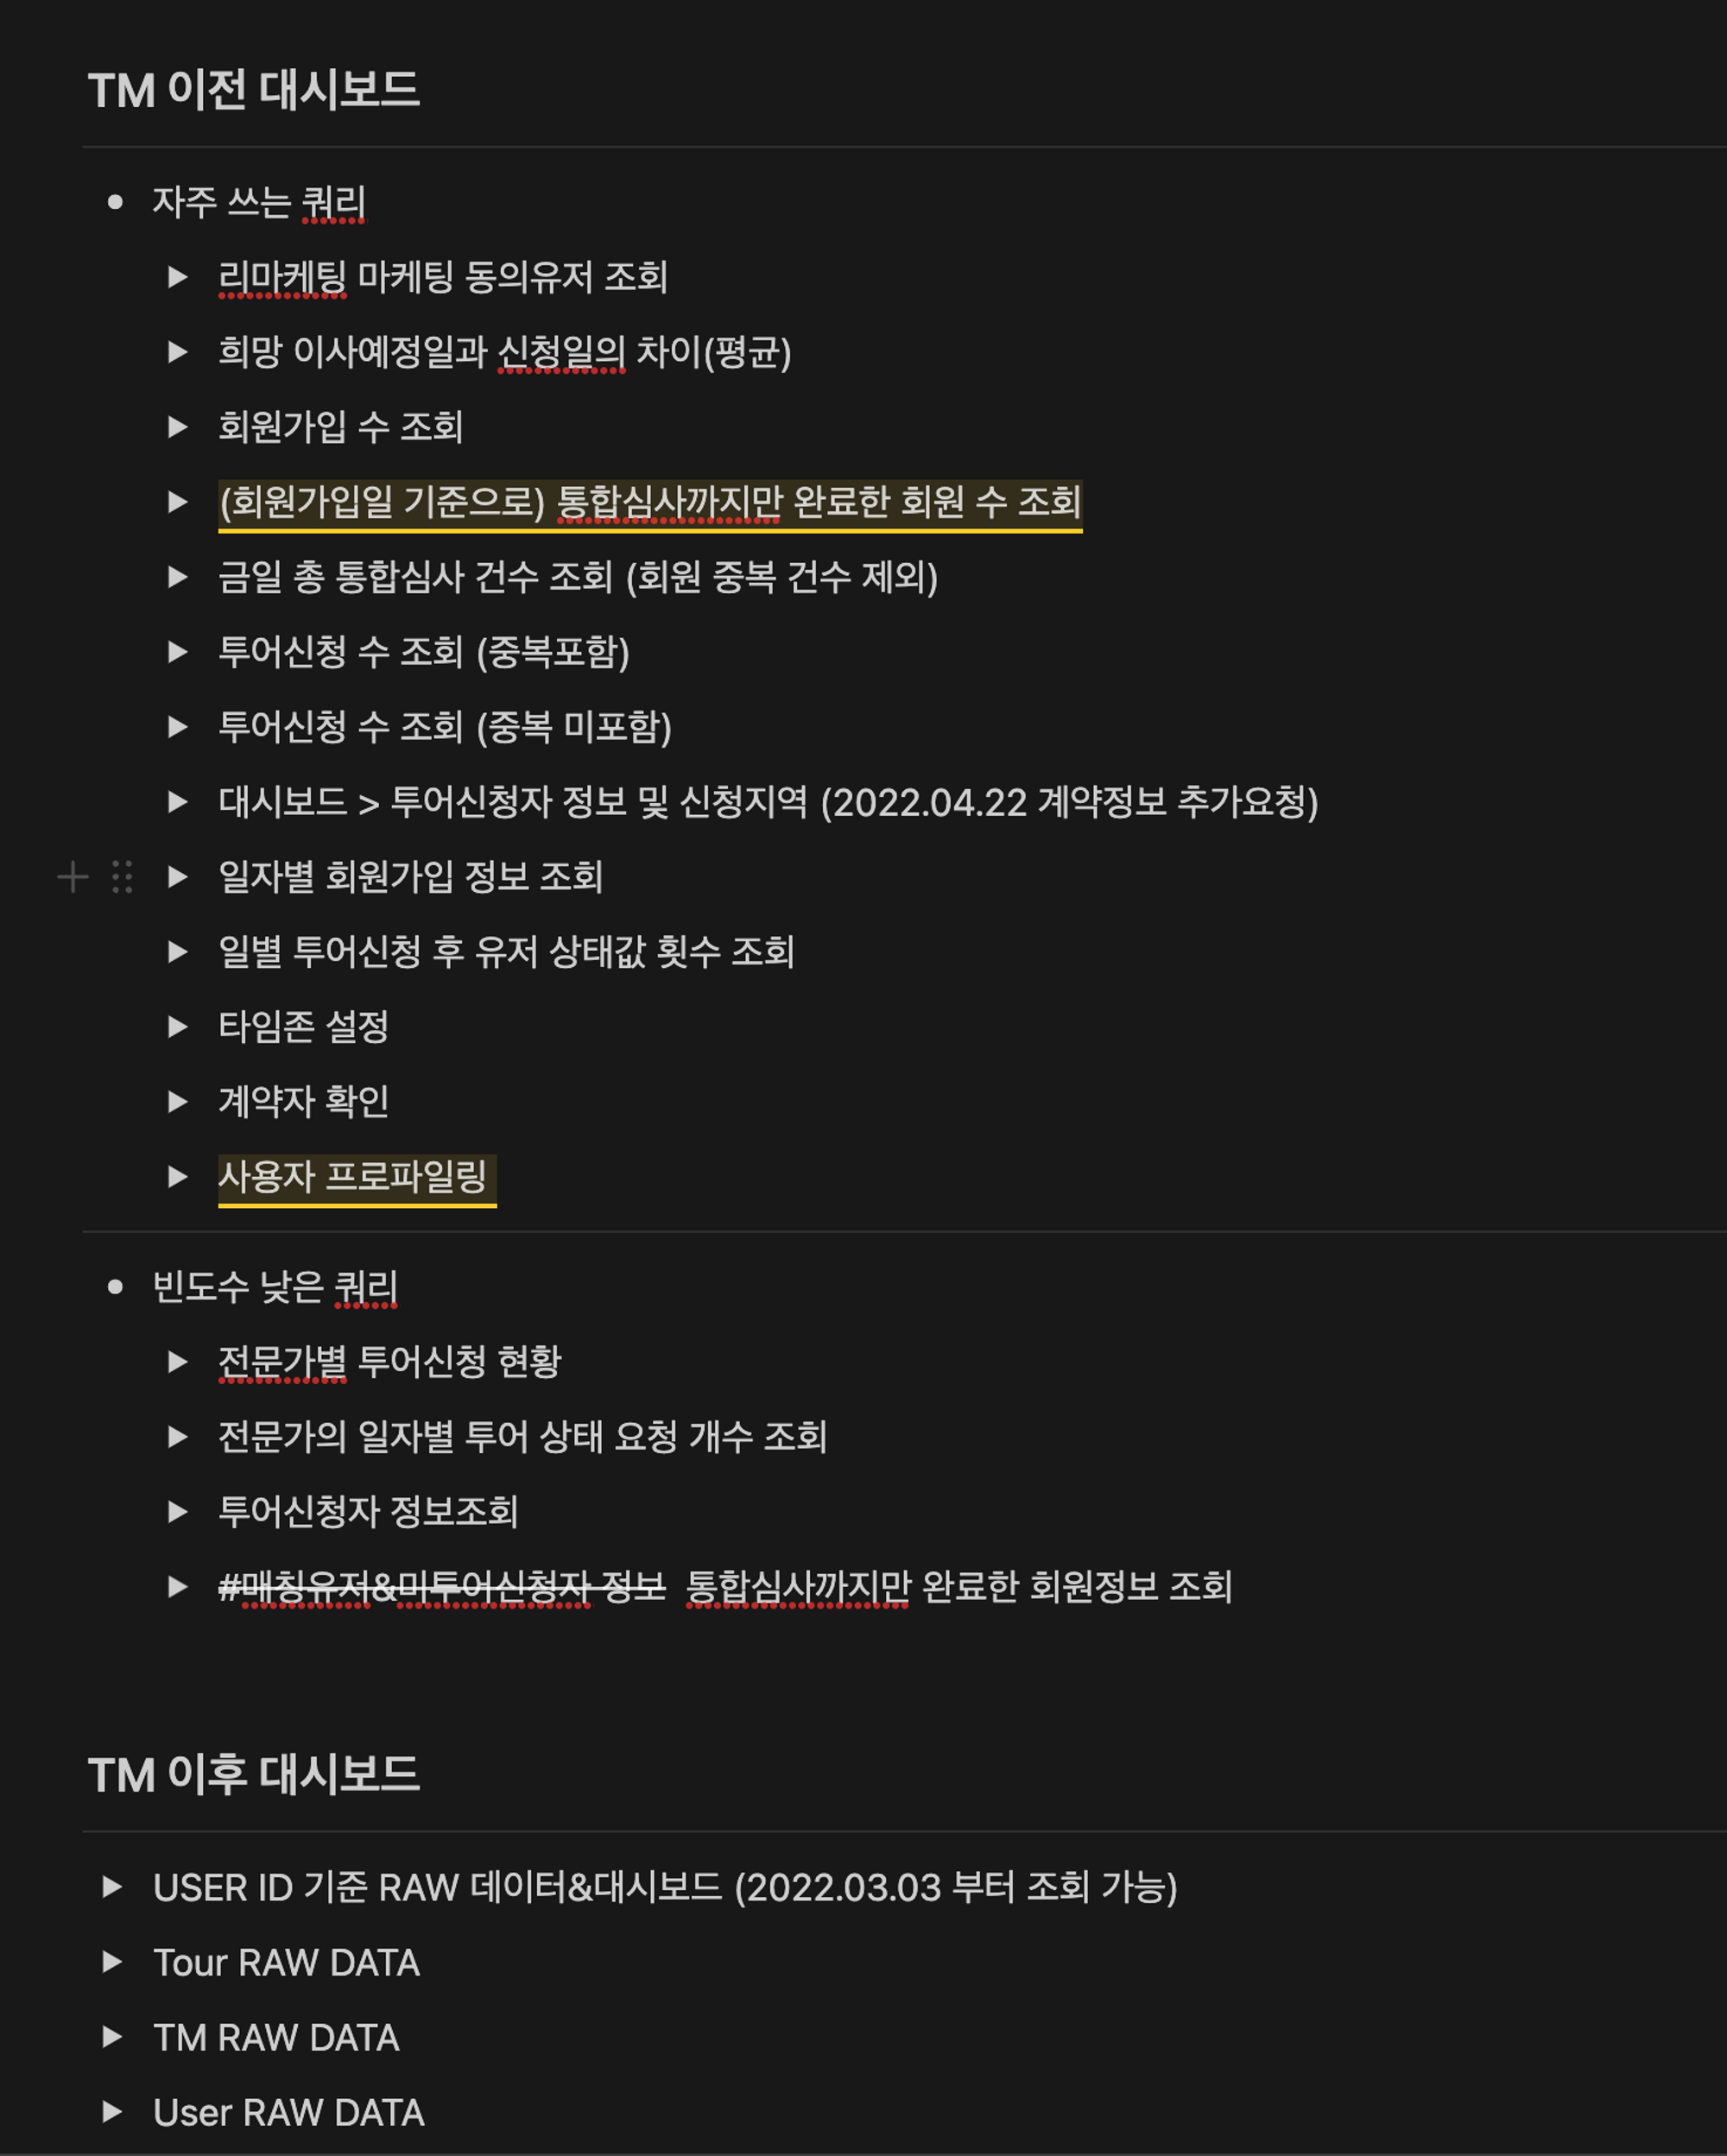 TM 이전 대시보드
자주 쓰는 쿼리
리마케팅 마케팅 동의유저 조회
희망 이사예정일과 신청일의 차이(평균)
회원가입 수 조회
(회원가입일 기준으로) 통합심사까지만 완료한 회원 수 조회
금일 총 통합심사 건수 조회 (회원 중복 건수 제외)
투어신청 수 조회 (중복포함)
투어신청 수 조회 (중복 미포함)
대시보드 > 투어신청자 정보 및 신청지역 (2022.04.22 계약정보 추가요청)
일자별 회원가입 정보 조회
일별 투어신청 후 유저 상태값 횟수 조회
타임존 설정
계약자 확인
사용자 프로파일링
빈도수 낮은 쿼리
전문가별 투어신청 현황
전문가의 일자별 투어 상태 요청 개수 조회
투어신청자 정보조회
#매칭유저&미투어신청자 정보 통합심사까지만 완료한 회원정보 조회
TM 이후 대시보드
USER ID 기준 RAW 데이터&대시보드 (2022.03.03 부터 조회 가능)
Tour RAW DATA
TM RAW DATA
User RAW DATA